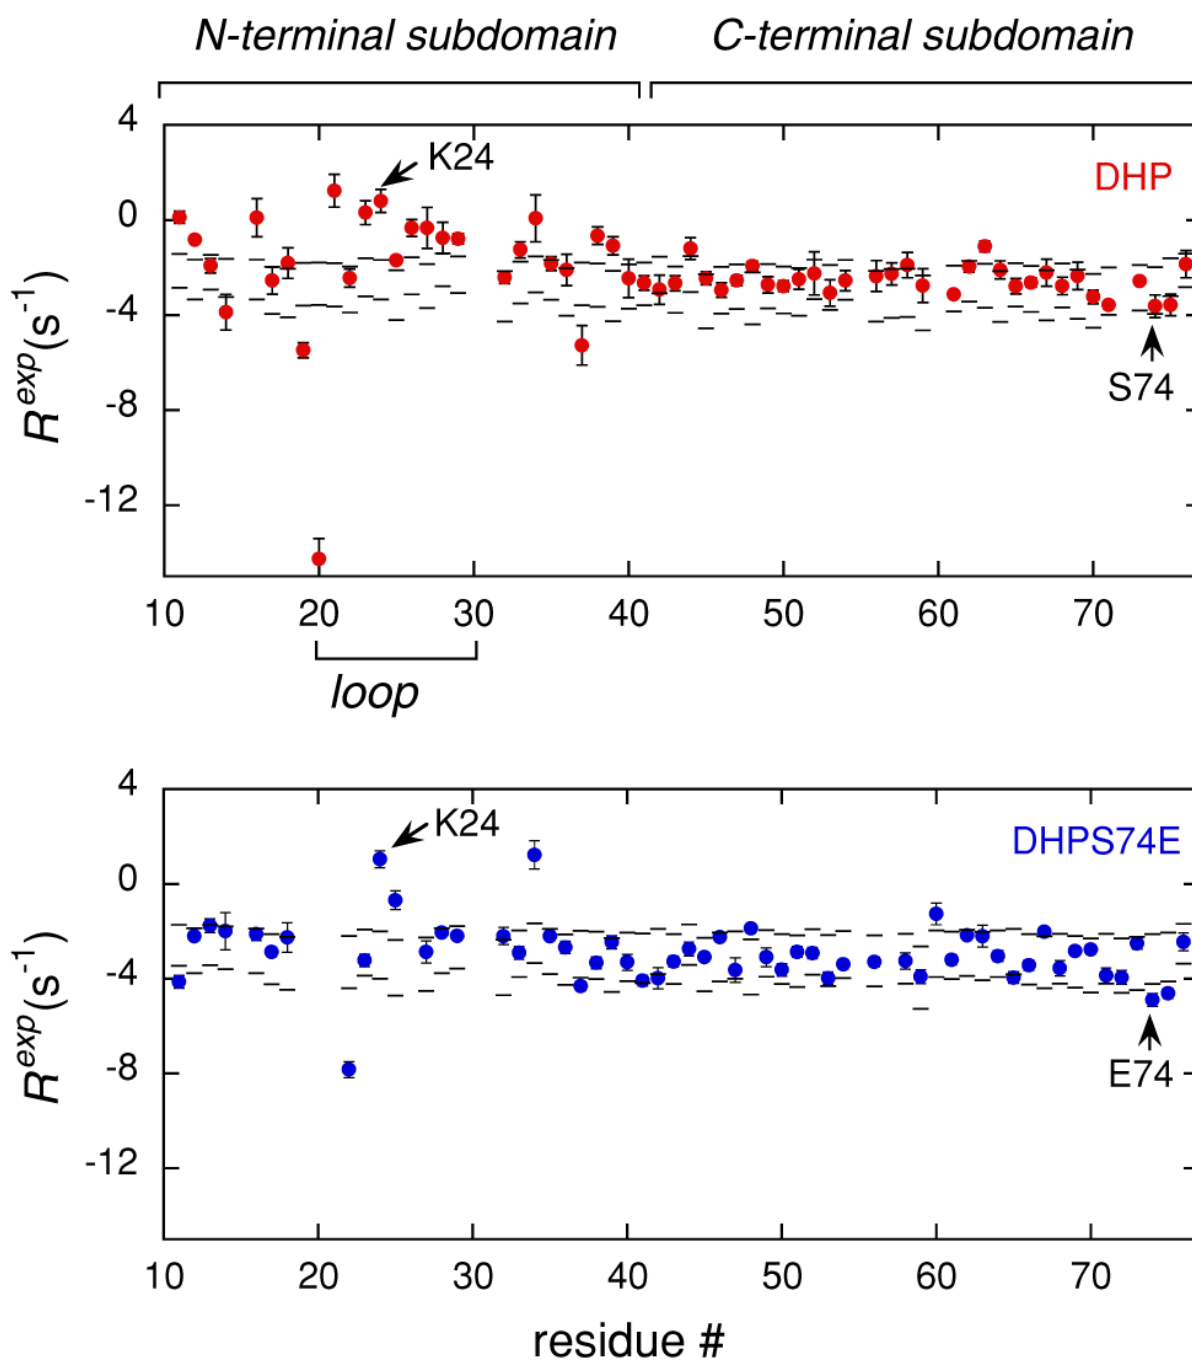 N-terminal subdomain C-terminal subdomain
4
K24
DHP
0
-4
S74
-8
-12
R^exp(s^-1)
10 20 30 40 50 60 70
loop
4
K24
DHPS74E
0
-4
E74
-8
-12
R^exp(s^-1)
10 20 30 40 50 60 70
residue #